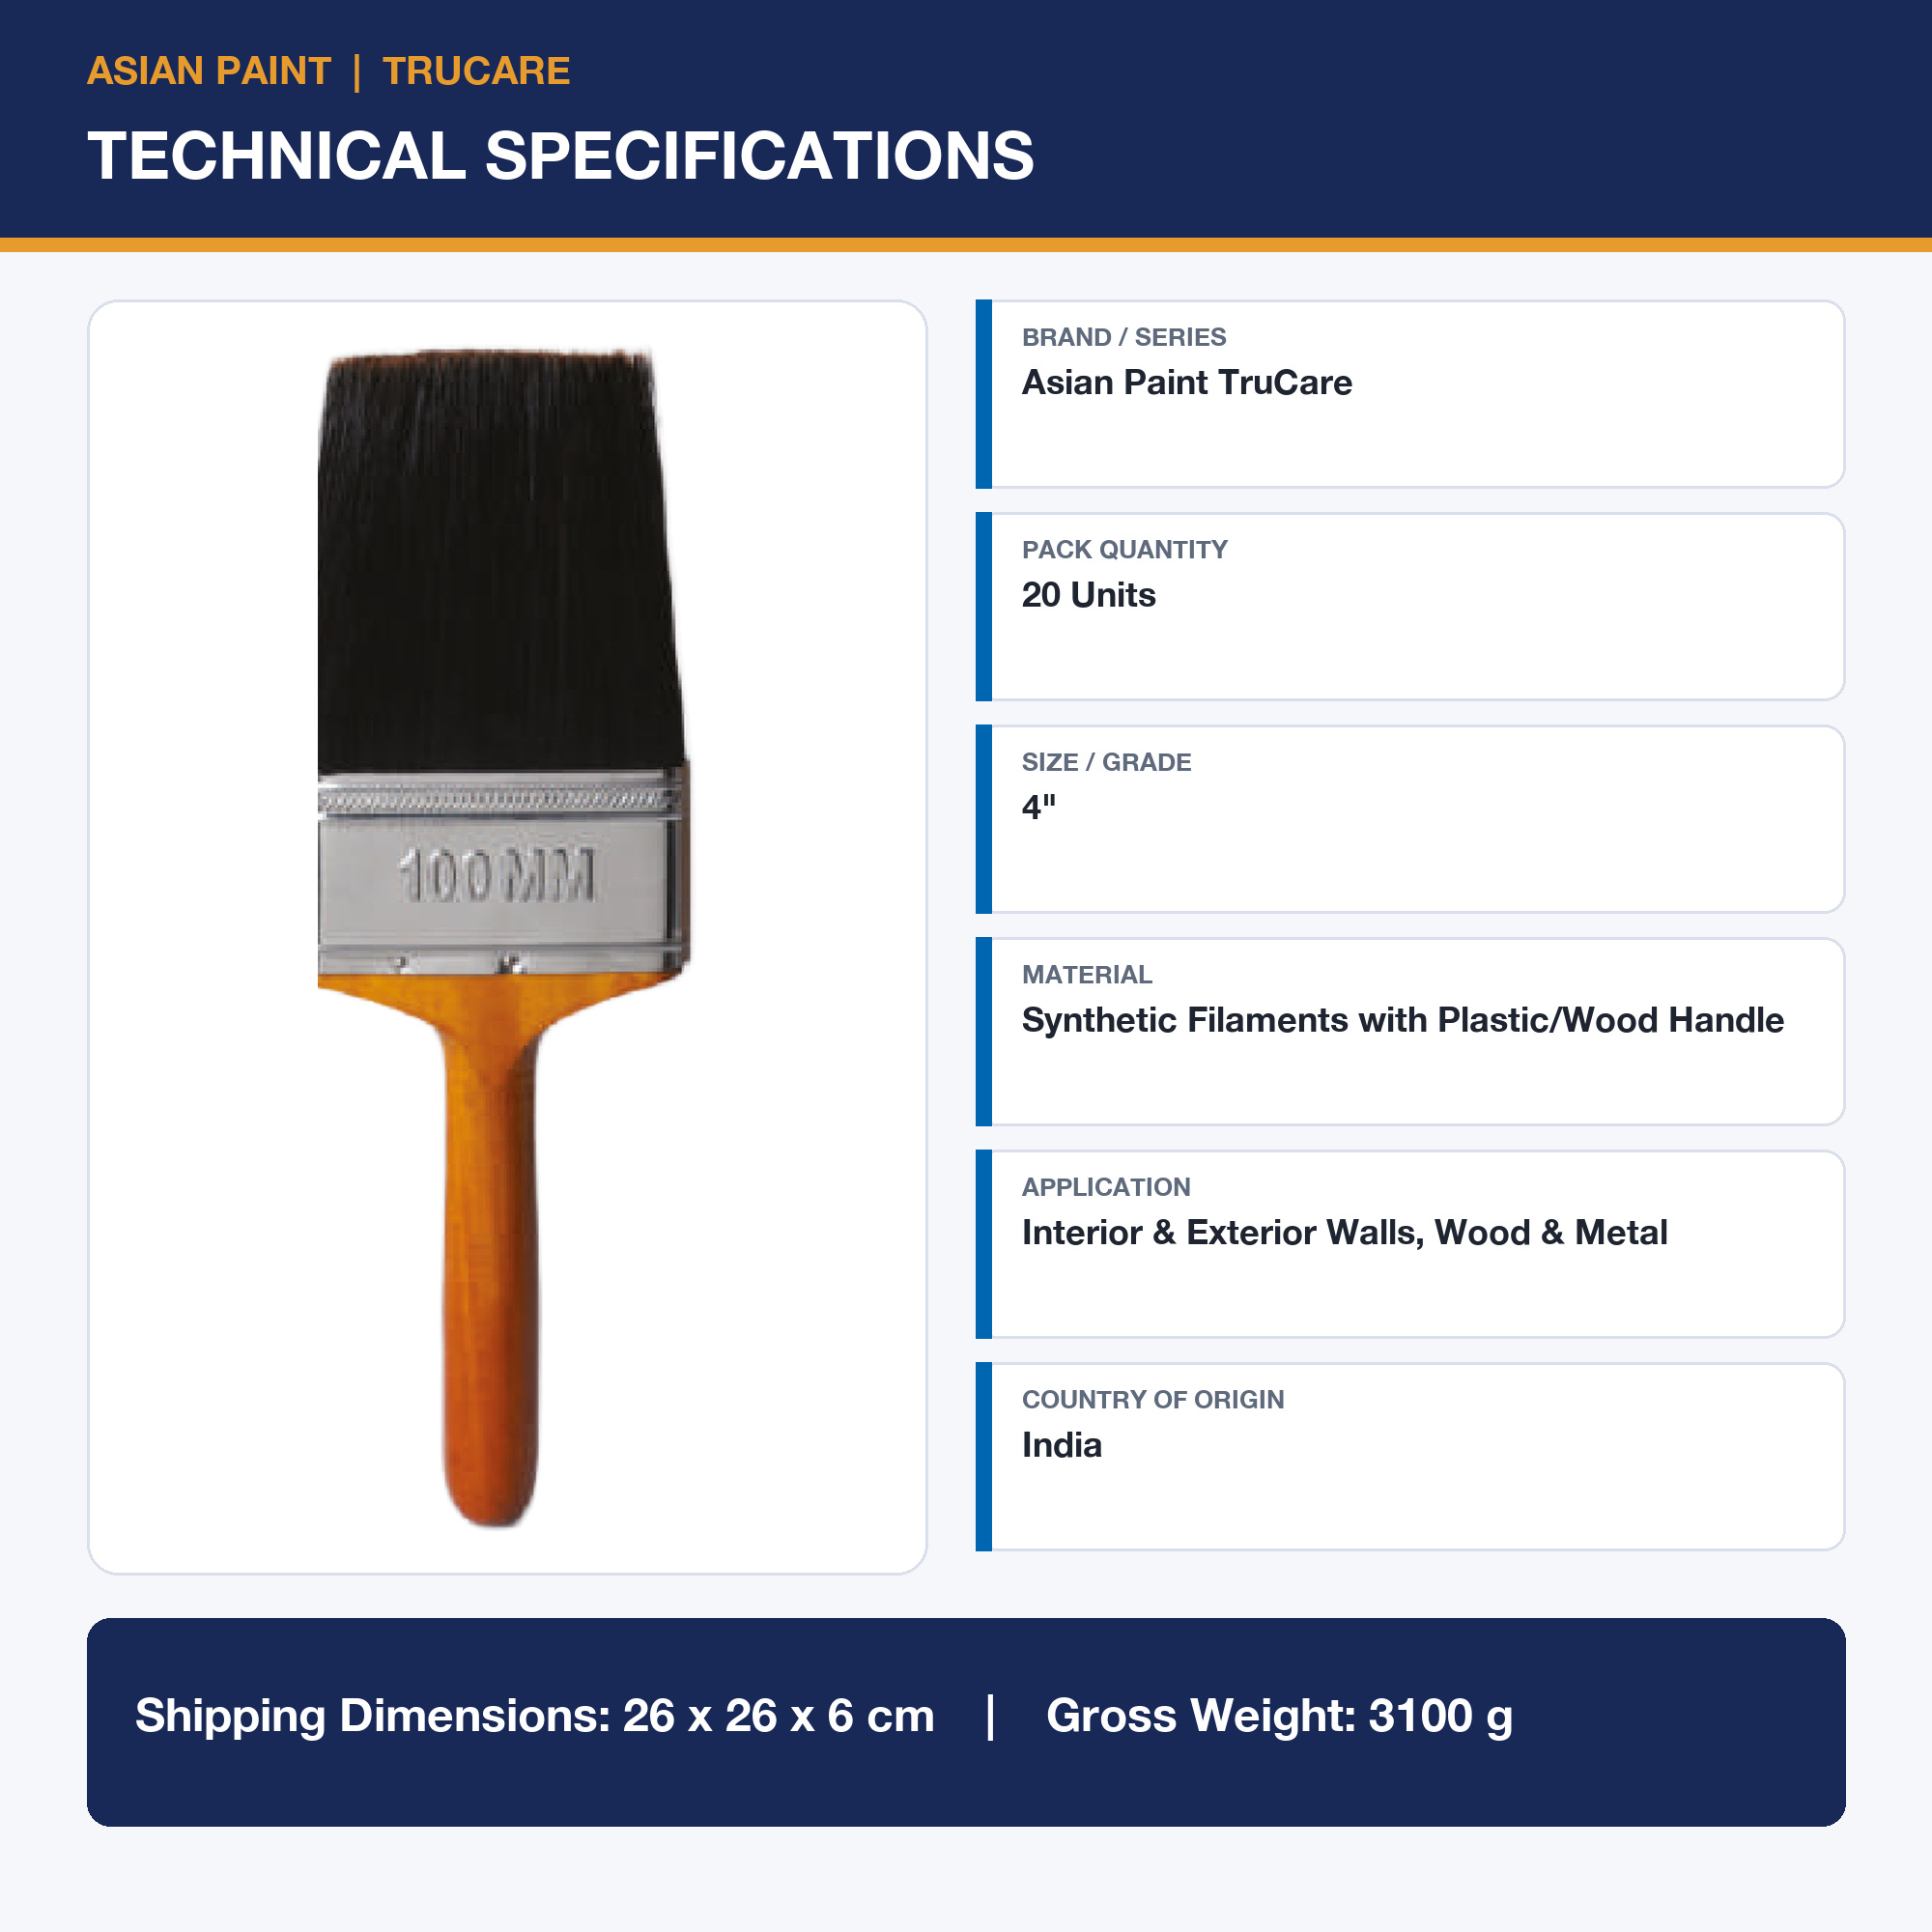 ASIAN PAINT | TRUCARE
TECHNICAL SPECIFICATIONS
100 MM
BRAND / SERIES
Asian Paint TruCare
PACK QUANTITY
20 Units
SIZE / GRADE
4"
MATERIAL
Synthetic Filaments with Plastic/Wood Handle
APPLICATION
Interior & Exterior Walls, Wood & Metal
COUNTRY OF ORIGIN
India
Shipping Dimensions: 26 x 26 x 6 cm | Gross Weight: 3100 g